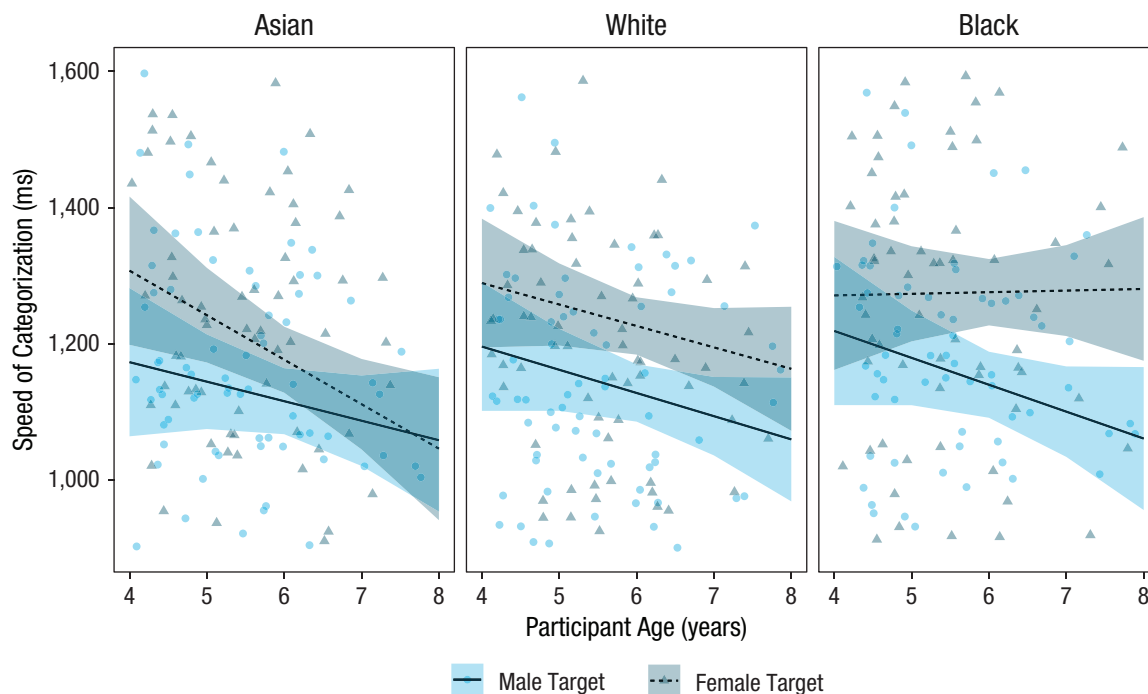 Asian White Black
Speed of Categorization (ms)
1,600
1,400
1,200
1,000
4 5 6 7 8 4 5 6 7 8 4 5 6 7 8
Participant Age (years)
Male Target Female Target